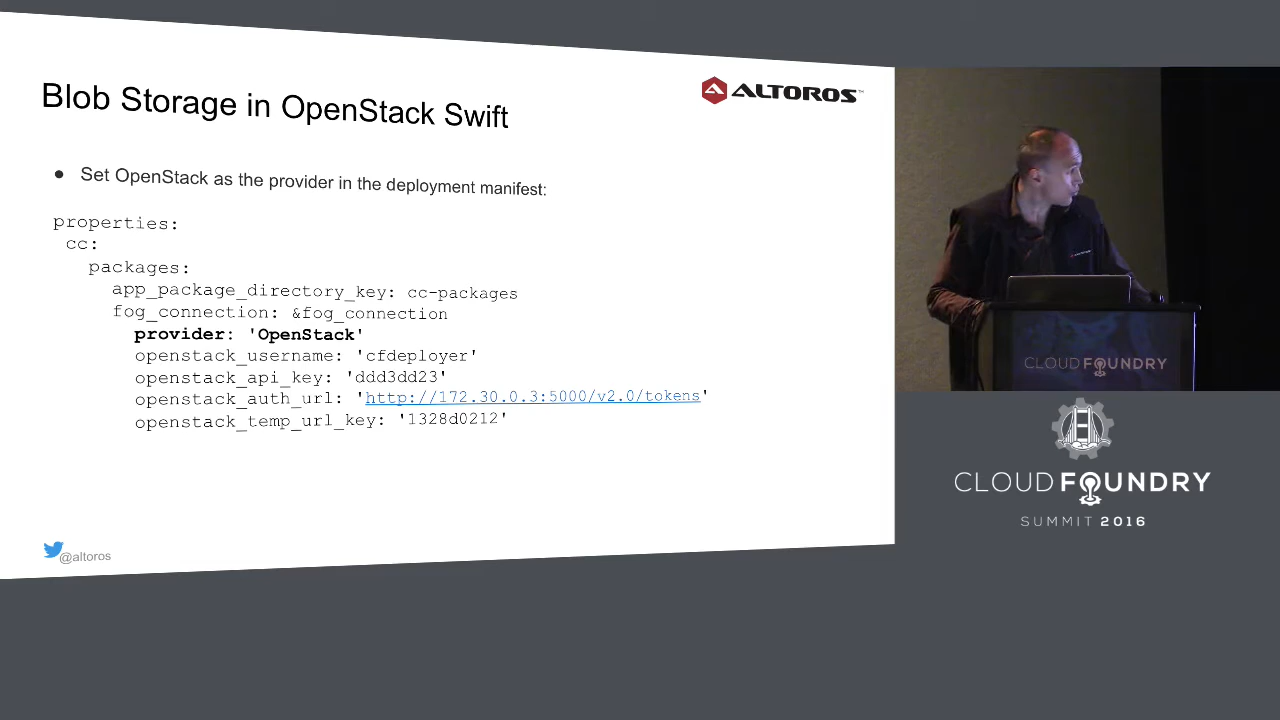 Blob Storage in OpenStack Swift
ALTOROS
● Set OpenStack as the provider in the deployment manifest:
properties:
cc:
packages:
app_package_directory_key: cc-packages
fog_connection: &fog_connection
provider: 'OpenStack'
openstack_username: 'cfdeployer'
openstack_api_key: 'ddd3dd23'
openstack_auth_url: 'http://172.30.0.3:5000/v2.0/tokens'
openstack_temp_url_key: '1328d0212'
@altoros
CLOUD FOUNDRY
CLOUD FOUNDRY
SUMMIT 2016